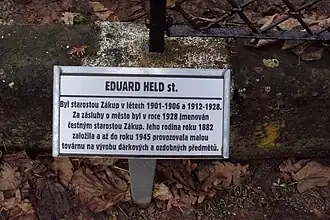 EDUARD HELD st.
Byl starostou Zákup v létech 1901-1906 a 1912-1928.
Za zásluhy o město byl v roce 1928 jmenován
čestným starostou Zákup. Jeho rodina roku 1882
založila a až do roku 1945 provozovala malou
továrnu na výrobu dárkových a ozdobných předmětů.